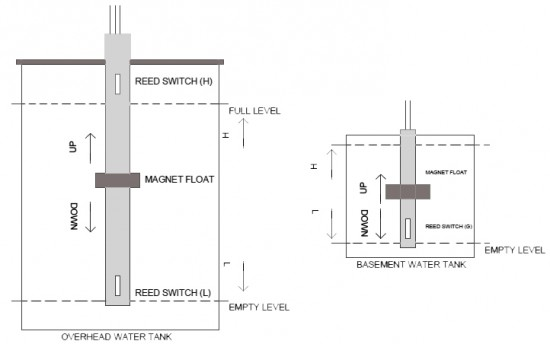 REED SWITCH (H)
FULL LEVEL
H
UP
MAGNET FLOAT
DOWN
L
REED SWITCH (L)
EMPTY LEVEL
OVERHEAD WATER TANK
H
MAGNET FLOAT
UP
L
DOWN
REED SWITCH (G)
EMPTY LEVEL
BASEMENT WATER TANK